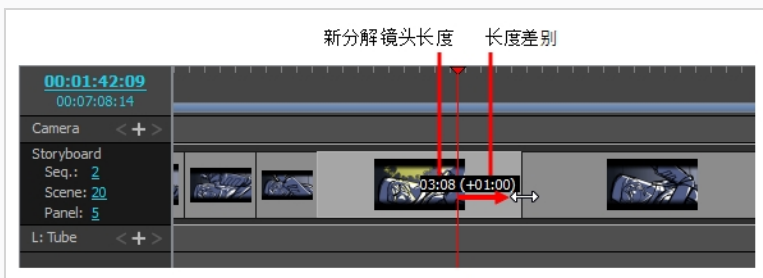 新分解镜头长度 长度差别
00:01:42:09
00:07:08:14
Camera < + >
Storyboard
Seq.: 2
Scene: 20
Panel: 5
03:08 (+01:00)
L: Tube < + >